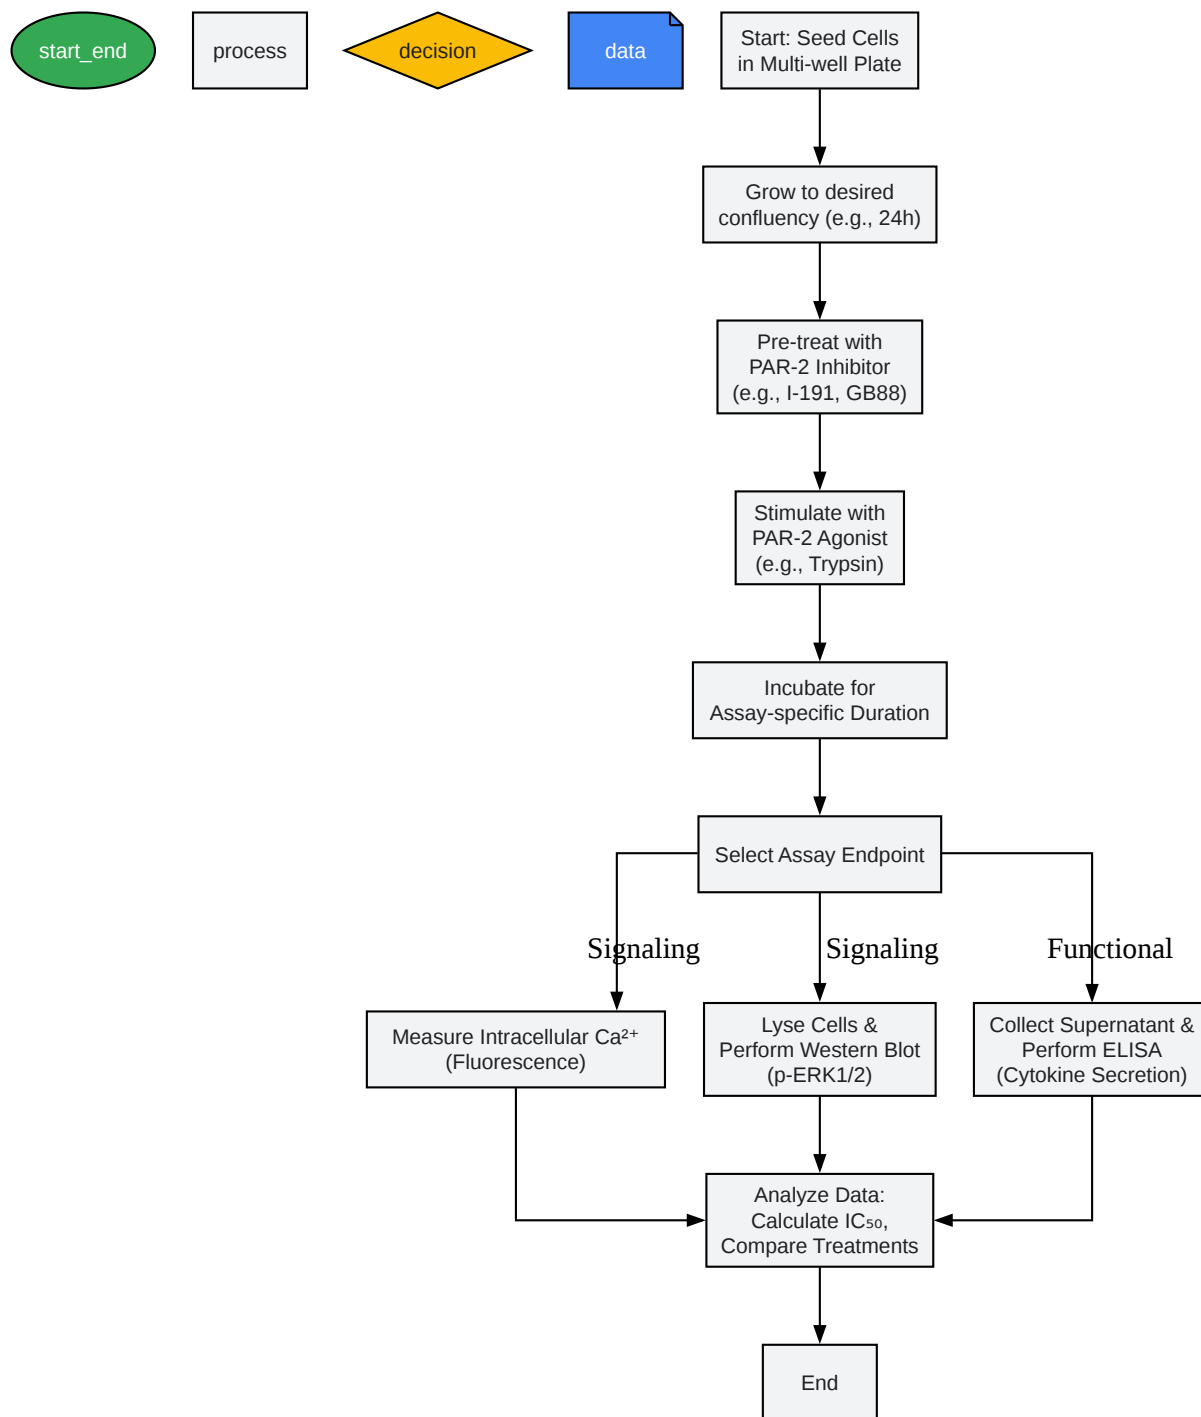 start_end
process
decision
data
Start: Seed Cells
in Multi-well Plate
Grow to desired
confluency (e.g., 24h)
Pre-treat with
PAR-2 Inhibitor
(e.g., I-191, GB88)
Stimulate with
PAR-2 Agonist
(e.g., Trypsin)
Incubate for
Assay-specific Duration
Select Assay Endpoint
Signaling
Signaling
Functional
Measure Intracellular Ca²⁺
(Fluorescence)
Lyse Cells &
Perform Western Blot
(p-ERK1/2)
Collect Supernatant &
Perform ELISA
(Cytokine Secretion)
Analyze Data:
Calculate IC₅₀,
Compare Treatments
End